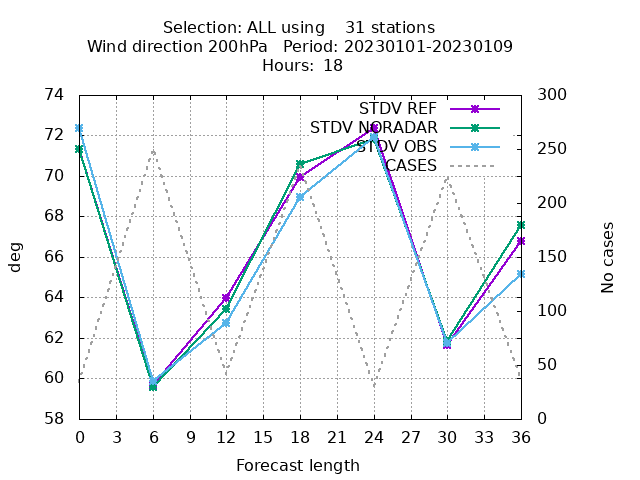 Selection: ALL using    31 stations
Wind direction 200hPa   Period: 20230101-20230109
Hours: 18
STDV REF
STDV NORADAR
STDV OBS
CASES
74
72
70
68
66
64
62
60
58
300
250
200
150
100
50
0
deg
No cases
0 3 6 9 12 15 18 21 24 27 30 33 36
Forecast length